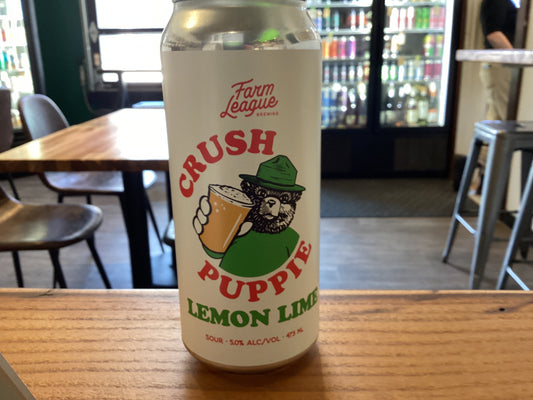 Farm
League
BREWING
CRUSH
PUPPIE
LEMON LIME
SOUR · 5.0% ALC/VOL · 473 ML